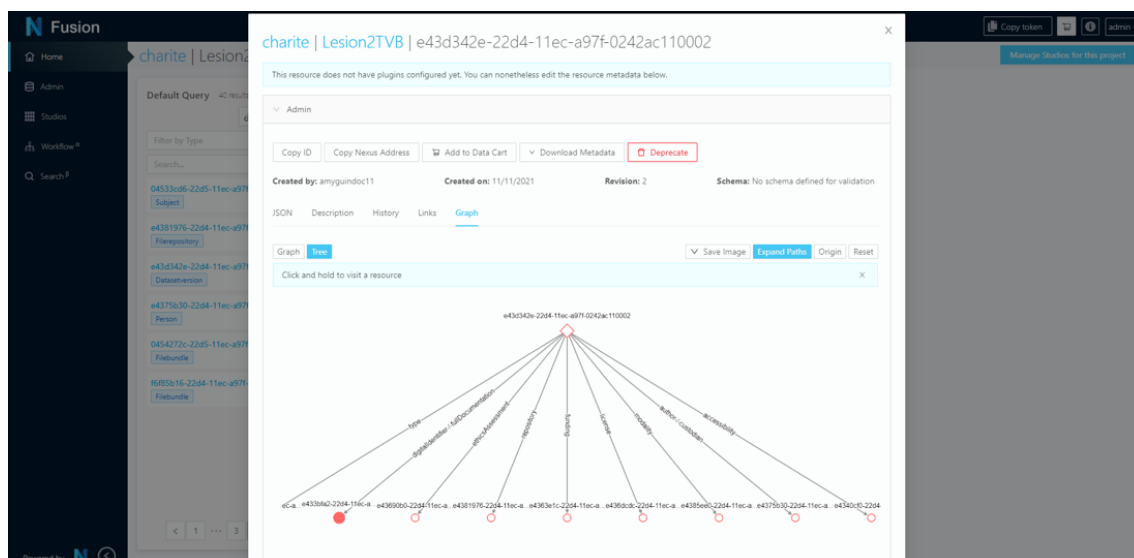 Fusion
Copy token
admin
Home
Admin
Studios
Workflow
Search β
charite | Lesion2
Manage Studios for this project
Default Query 40 results
Filter by Type
Search...
04533cd6-22d5-11ec-a97f
Subject
e4381976-22d4-11ec-a97f
Filerepository
e43d342e-22d4-11ec-a97f
Datasetversion
e4375b30-22d4-11ec-a97f
Person
0454272c-22d5-11ec-a97f
Filebundle
f6f85b16-22d4-11ec-a97f-
Filebundle
< 1 ··· 3
Powered by
charite | Lesion2TVB | e43d342e-22d4-11ec-a97f-0242ac110002
This resource does not have plugins configured yet. You can nonetheless edit the resource metadata below.
Admin
Copy ID Copy Nexus Address Add to Data Cart Download Metadata Deprecate
Created by: amyguindoc11 Created on: 11/11/2021 Revision: 2 Schema: No schema defined for validation
JSON Description History Links Graph
Graph Tree Save Image Expand Paths Origin Reset
Click and hold to visit a resource
e43d342e-22d4-11ec-a97f-0242ac110002
type
digitalIdentifier / fullDocumentation
ethicsAssessment
repository
funding
license
modality
author / custodian
accessibility
ec-a... e433bfa2-22d4-11ec-a... e43690b0-22d4-11ec-a... e4381976-22d4-11ec-a... e4363e1c-22d4-11ec-a... e436dcdc-22d4-11ec-a... e4385ee0-22d4-11ec-a... e4375b30-22d4-11ec-a... e4340cf0-22d4-